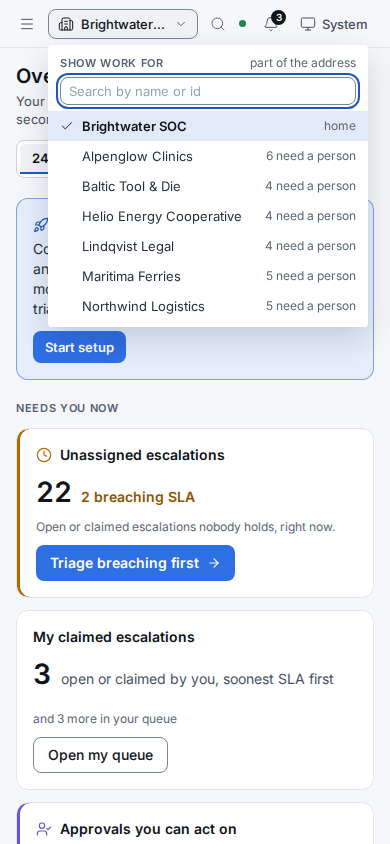 Brightwater...
3
System
Ove
Your
secon
24
SHOW WORK FOR
part of the address
Search by name or id
Brightwater SOC
home
Alpenglow Clinics
6 need a person
Baltic Tool & Die
4 need a person
Helio Energy Cooperative
4 need a person
Lindqvist Legal
4 need a person
Maritima Ferries
5 need a person
Northwind Logistics
5 need a person
Start setup
NEEDS YOU NOW
Unassigned escalations
22 2 breaching SLA
Open or claimed escalations nobody holds, right now.
Triage breaching first
My claimed escalations
3 open or claimed by you, soonest SLA first
and 3 more in your queue
Open my queue
Approvals you can act on